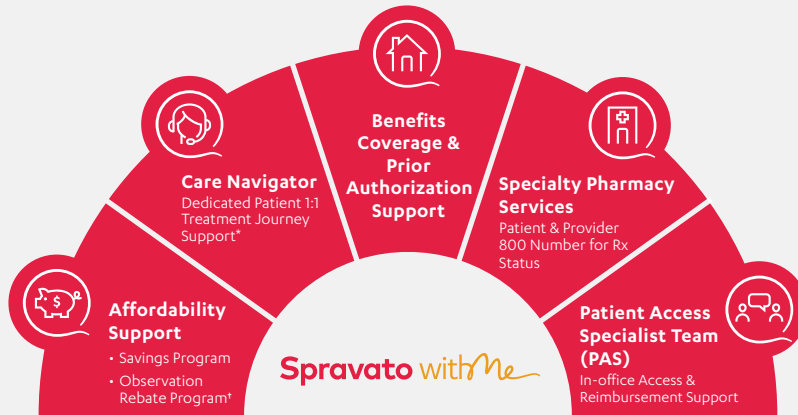 Affordability
Support
• Savings Program
• Observation
Rebate Program†
Care Navigator
Dedicated Patient 1:1
Treatment Journey
Support*
Benefits
Coverage &
Prior
Authorization
Support
Specialty Pharmacy
Services
Patient & Provider
800 Number for Rx
Status
Patient Access
Specialist Team
(PAS)
In-office Access &
Reimbursement Support
Spravato withMe
$